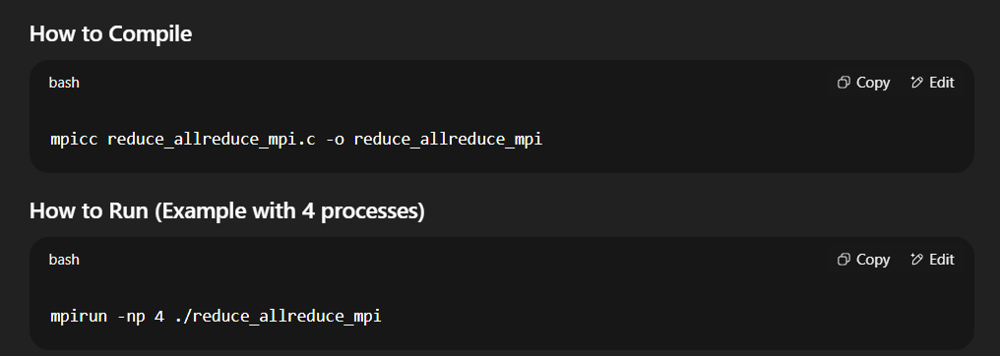 How to Compile
bash Copy Edit
mpicc reduce_allreduce_mpi.c -o reduce_allreduce_mpi
How to Run (Example with 4 processes)
bash Copy Edit
mpirun -np 4 ./reduce_allreduce_mpi